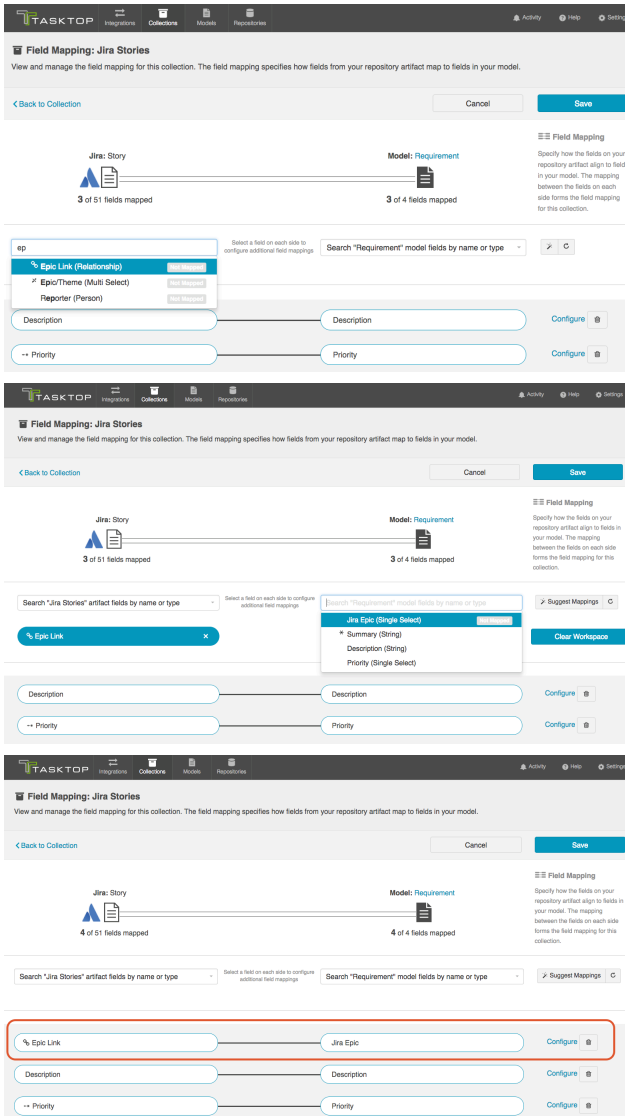 TASKTOP
Integrations Collections Models Repositories Activity Help Setting
Field Mapping: Jira Stories
View and manage the field mapping for this collection. The field mapping specifies how fields from your repository artifact map to fields in your model.
Back to Collection Cancel Save
Field Mapping
Specify how the fields on your
repository artifact align to field
in your model. The mapping
between the fields on each
side forms the field mapping
for this collection.
Jira: Story Model: Requirement
3 of 51 fields mapped 3 of 4 fields mapped
ep
Select a field on each side to
configure additional field mappings
Search "Requirement" model fields by name or type
Epic Link (Relationship) Not Mapped
Epic/Theme (Multi Select) Not Mapped
Reporter (Person) Not Mapped
Description Description Configure
Priority Priority Configure
TASKTOP
Integrations Collections Models Repositories Activity Help Settings
Field Mapping: Jira Stories
View and manage the field mapping for this collection. The field mapping specifies how fields from your repository artifact map to fields in your model.
Back to Collection Cancel Save
Field Mapping
Specify how the fields on your
repository artifact align to fields in
your model. The mapping
between the fields on each side
forms the field mapping for this
collection.
Jira: Story Model: Requirement
3 of 51 fields mapped 3 of 4 fields mapped
Search "Jira Stories" artifact fields by name or type
Select a field on each side to configure
additional field mappings
Search "Requirement" model fields by name or type
Suggest Mappings
Epic Link ×
Jira Epic (Single Select) Not Mapped
* Summary (String)
Description (String)
Priority (Single Select)
Clear Workspace
Description Description Configure
Priority Priority Configure
TASKTOP
Integrations Collections Models Repositories Activity Help Settings
Field Mapping: Jira Stories
View and manage the field mapping for this collection. The field mapping specifies how fields from your repository artifact map to fields in your model.
Back to Collection Cancel Save
Field Mapping
Specify how the fields on your
repository artifact align to fields in
your model. The mapping
between the fields on each side
forms the field mapping for this
collection.
Jira: Story Model: Requirement
4 of 51 fields mapped 4 of 4 fields mapped
Search "Jira Stories" artifact fields by name or type
Select a field on each side to configure
additional field mappings
Search "Requirement" model fields by name or type
Suggest Mappings
Epic Link Jira Epic Configure
Description Description Configure
Priority Priority Configure